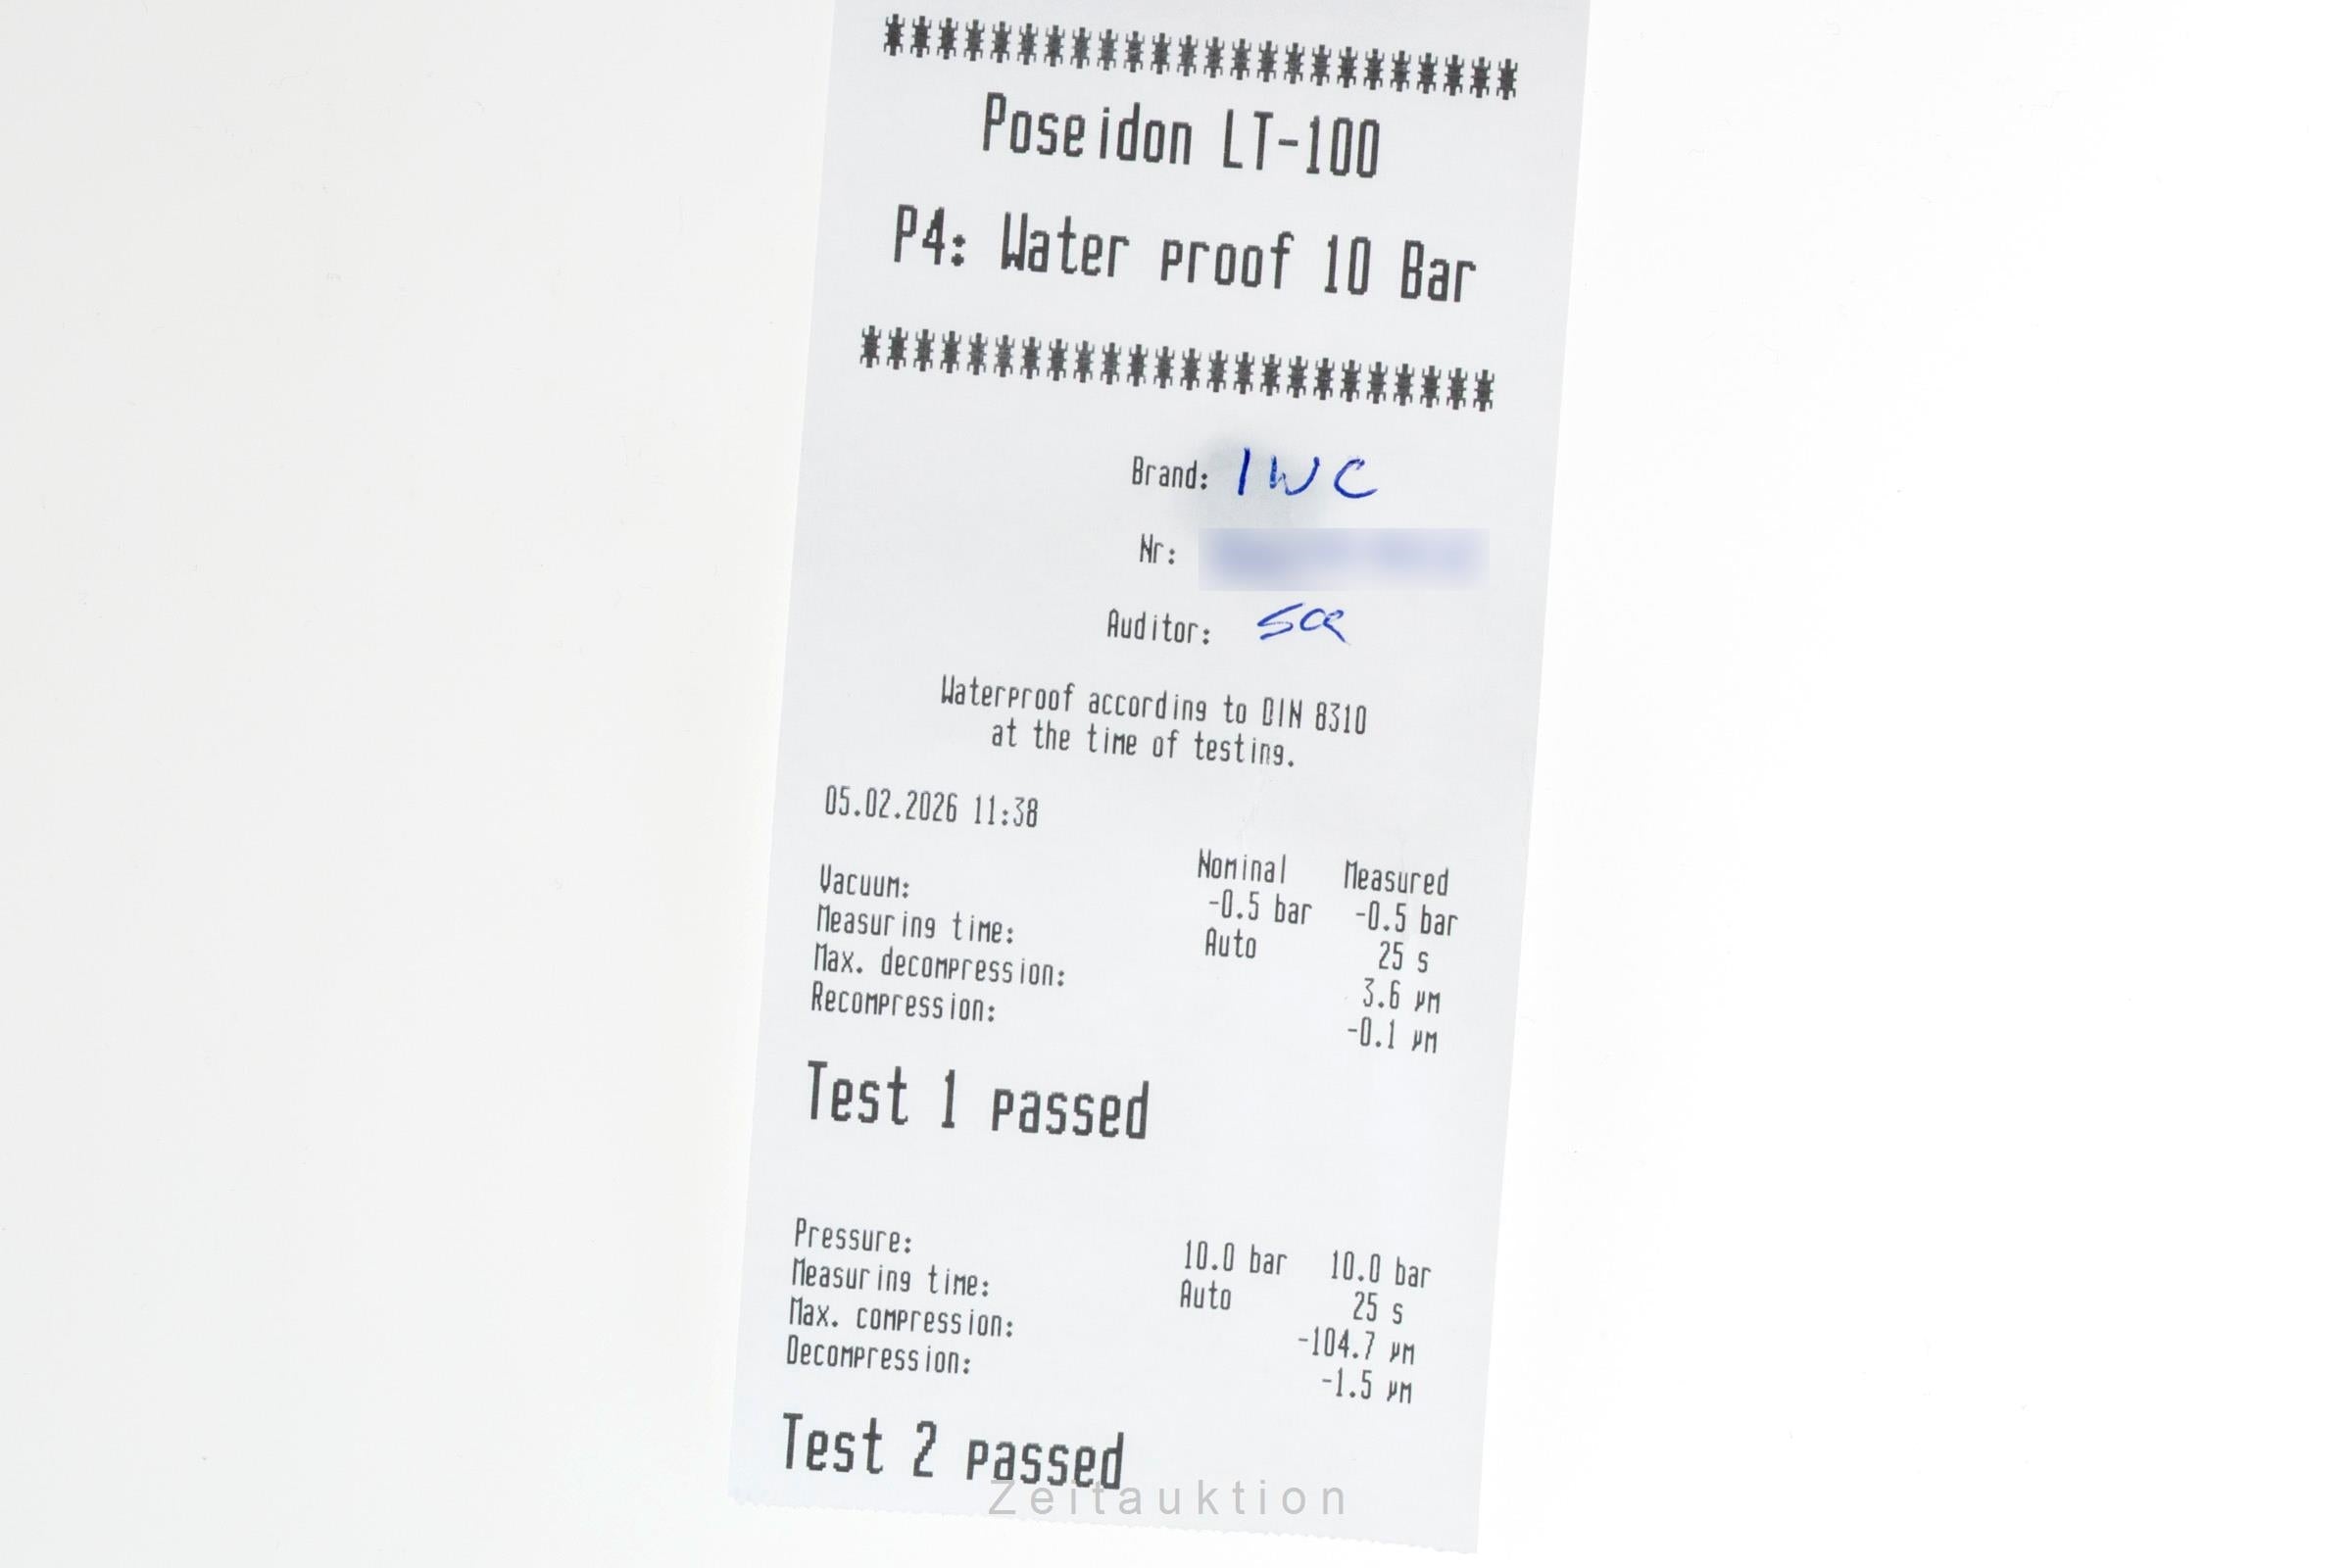 ************************
Poseidon LT-100
P4: Water proof 10 Bar
************************
Brand: IWC
Nr:
Auditor:
Waterproof according to DIN 8310
at the time of testing.
05.02.2026 11:38
Nominal Measured
Vacuum: -0.5 bar -0.5 bar
Measuring time: Auto 25 s
Max. decompression: 3.6 µm
Recompression: -0.1 µm
Test 1 passed
Pressure: 10.0 bar 10.0 bar
Measuring time: Auto 25 s
Max. compression: -104.7 µm
Decompression: -1.5 µm
Test 2 passed
Zeitauktion